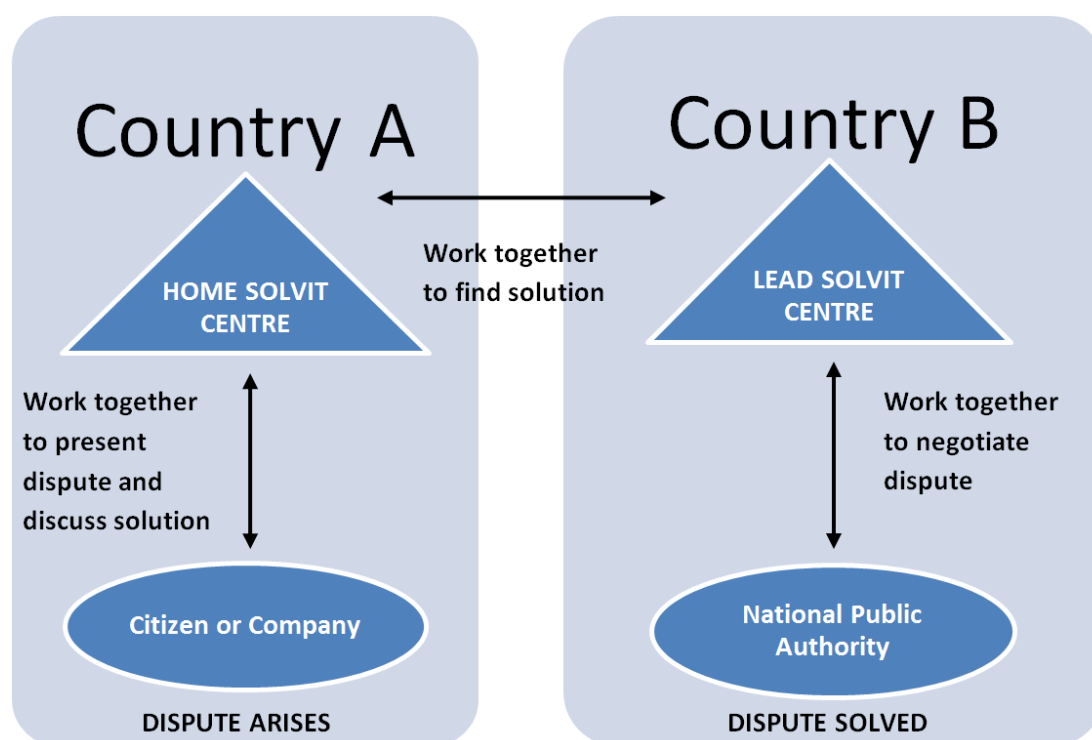 Country A
HOME SOLVIT
CENTRE
Work together
to present
dispute and
discuss solution
Citizen or Company
DISPUTE ARISES
Work together
to find solution
Country B
LEAD SOLVIT
CENTRE
Work together
to negotiate
dispute
National Public
Authority
DISPUTE SOLVED